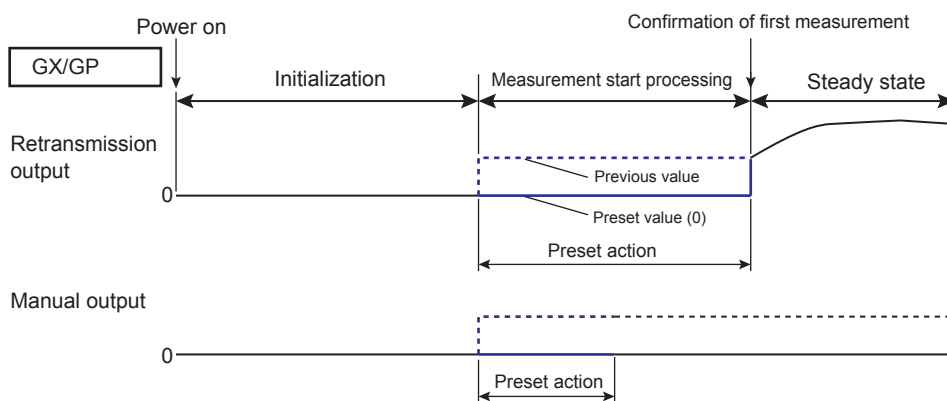 Power on
Confirmation of first measurement
GX/GP
Initialization
Measurement start processing
Steady state
Retransmission
output
Previous value
0
Preset value (0)
Preset action
Manual output
0
Preset action